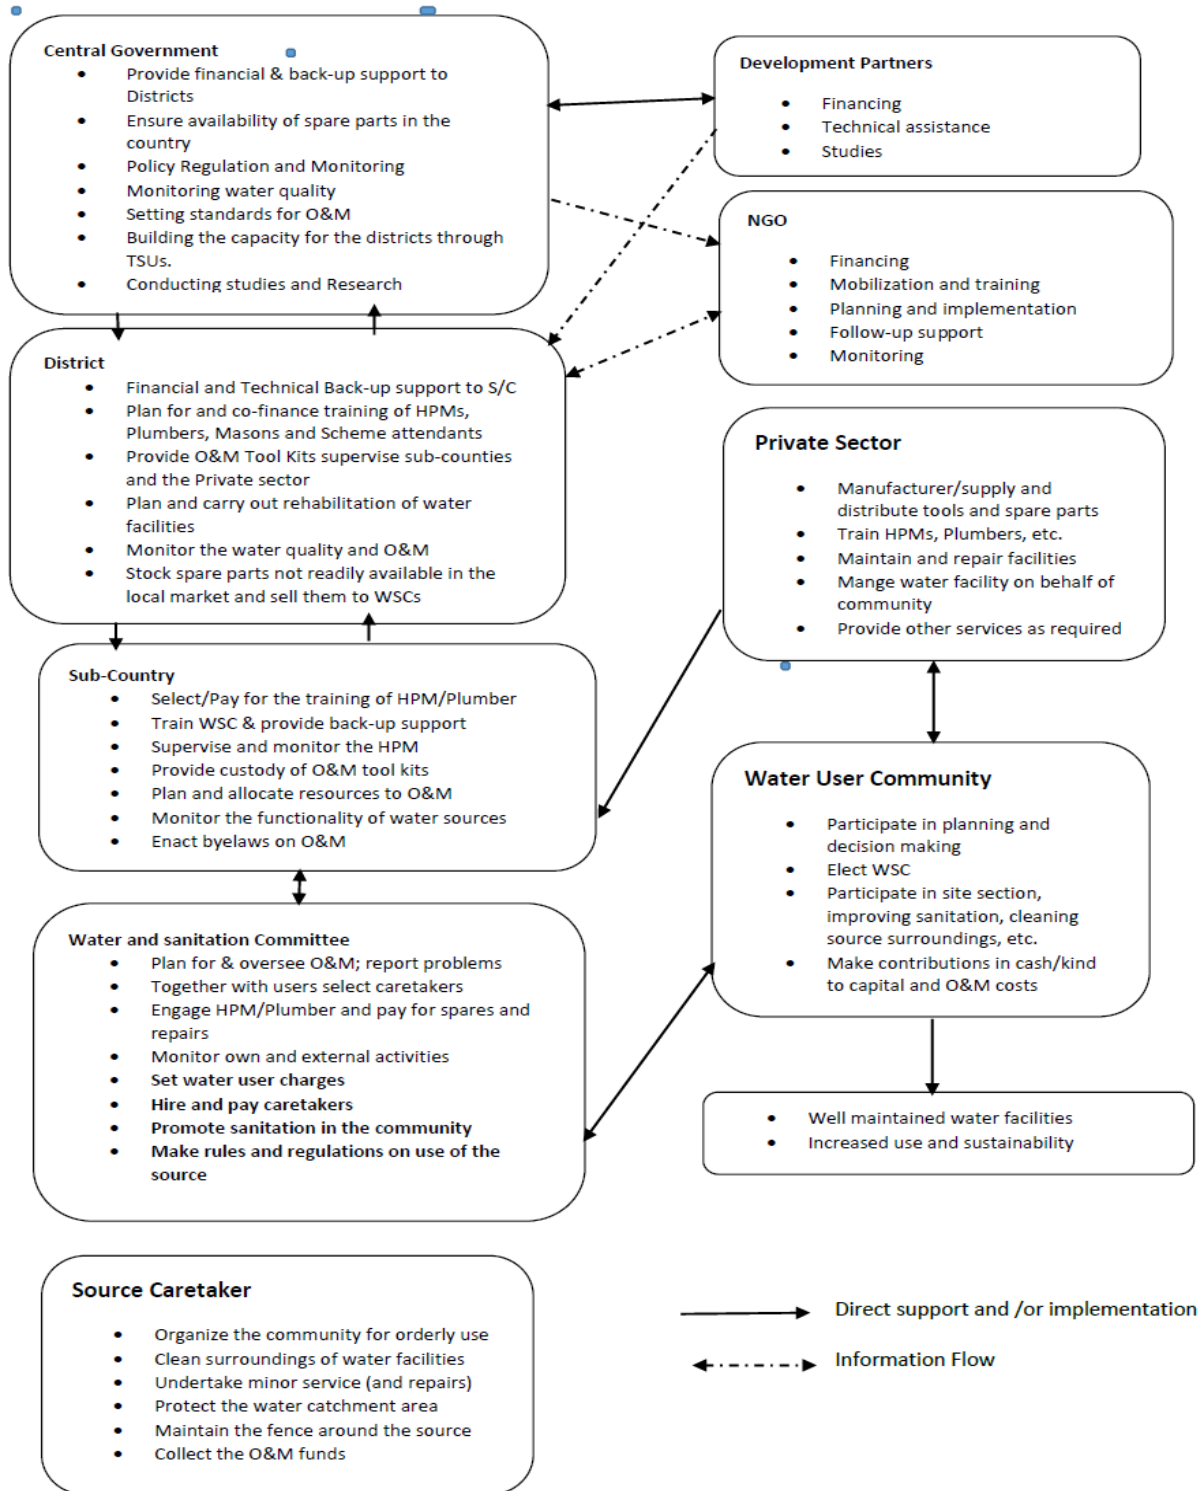 Central Government
• Provide financial & back-up support to
Districts
• Ensure availability of spare parts in the
country
• Policy Regulation and Monitoring
• Monitoring water quality
• Setting standards for O&M
• Building the capacity for the districts through
TSUs.
• Conducting studies and Research
Development Partners
• Financing
• Technical assistance
• Studies
NGO
• Financing
• Mobilization and training
• Planning and implementation
• Follow-up support
• Monitoring
District
• Financial and Technical Back-up support to S/C
• Plan for and co-finance training of HPMs,
Plumbers, Masons and Scheme attendants
• Provide O&M Tool Kits supervise sub-counties
and the Private sector
• Plan and carry out rehabilitation of water
facilities
• Monitor the water quality and O&M
• Stock spare parts not readily available in the
local market and sell them to WSCs
Private Sector
• Manufacturer/supply and
distribute tools and spare parts
• Train HPMs, Plumbers, etc.
• Maintain and repair facilities
• Mange water facility on behalf of
community
• Provide other services as required
Sub-Country
• Select/Pay for the training of HPM/Plumber
• Train WSC & provide back-up support
• Supervise and monitor the HPM
• Provide custody of O&M tool kits
• Plan and allocate resources to O&M
• Monitor the functionality of water sources
• Enact byelaws on O&M
Water User Community
• Participate in planning and
decision making
• Elect WSC
• Participate in site section,
improving sanitation, cleaning
source surroundings, etc.
• Make contributions in cash/kind
to capital and O&M costs
Water and sanitation Committee
• Plan for & oversee O&M; report problems
• Together with users select caretakers
• Engage HPM/Plumber and pay for spares and
repairs
• Monitor own and external activities
• Set water user charges
• Hire and pay caretakers
• Promote sanitation in the community
• Make rules and regulations on use of the
source
• Well maintained water facilities
• Increased use and sustainability
Source Caretaker
• Organize the community for orderly use
• Clean surroundings of water facilities
• Undertake minor service (and repairs)
• Protect the water catchment area
• Maintain the fence around the source
• Collect the O&M funds
Direct support and /or implementation
Information Flow